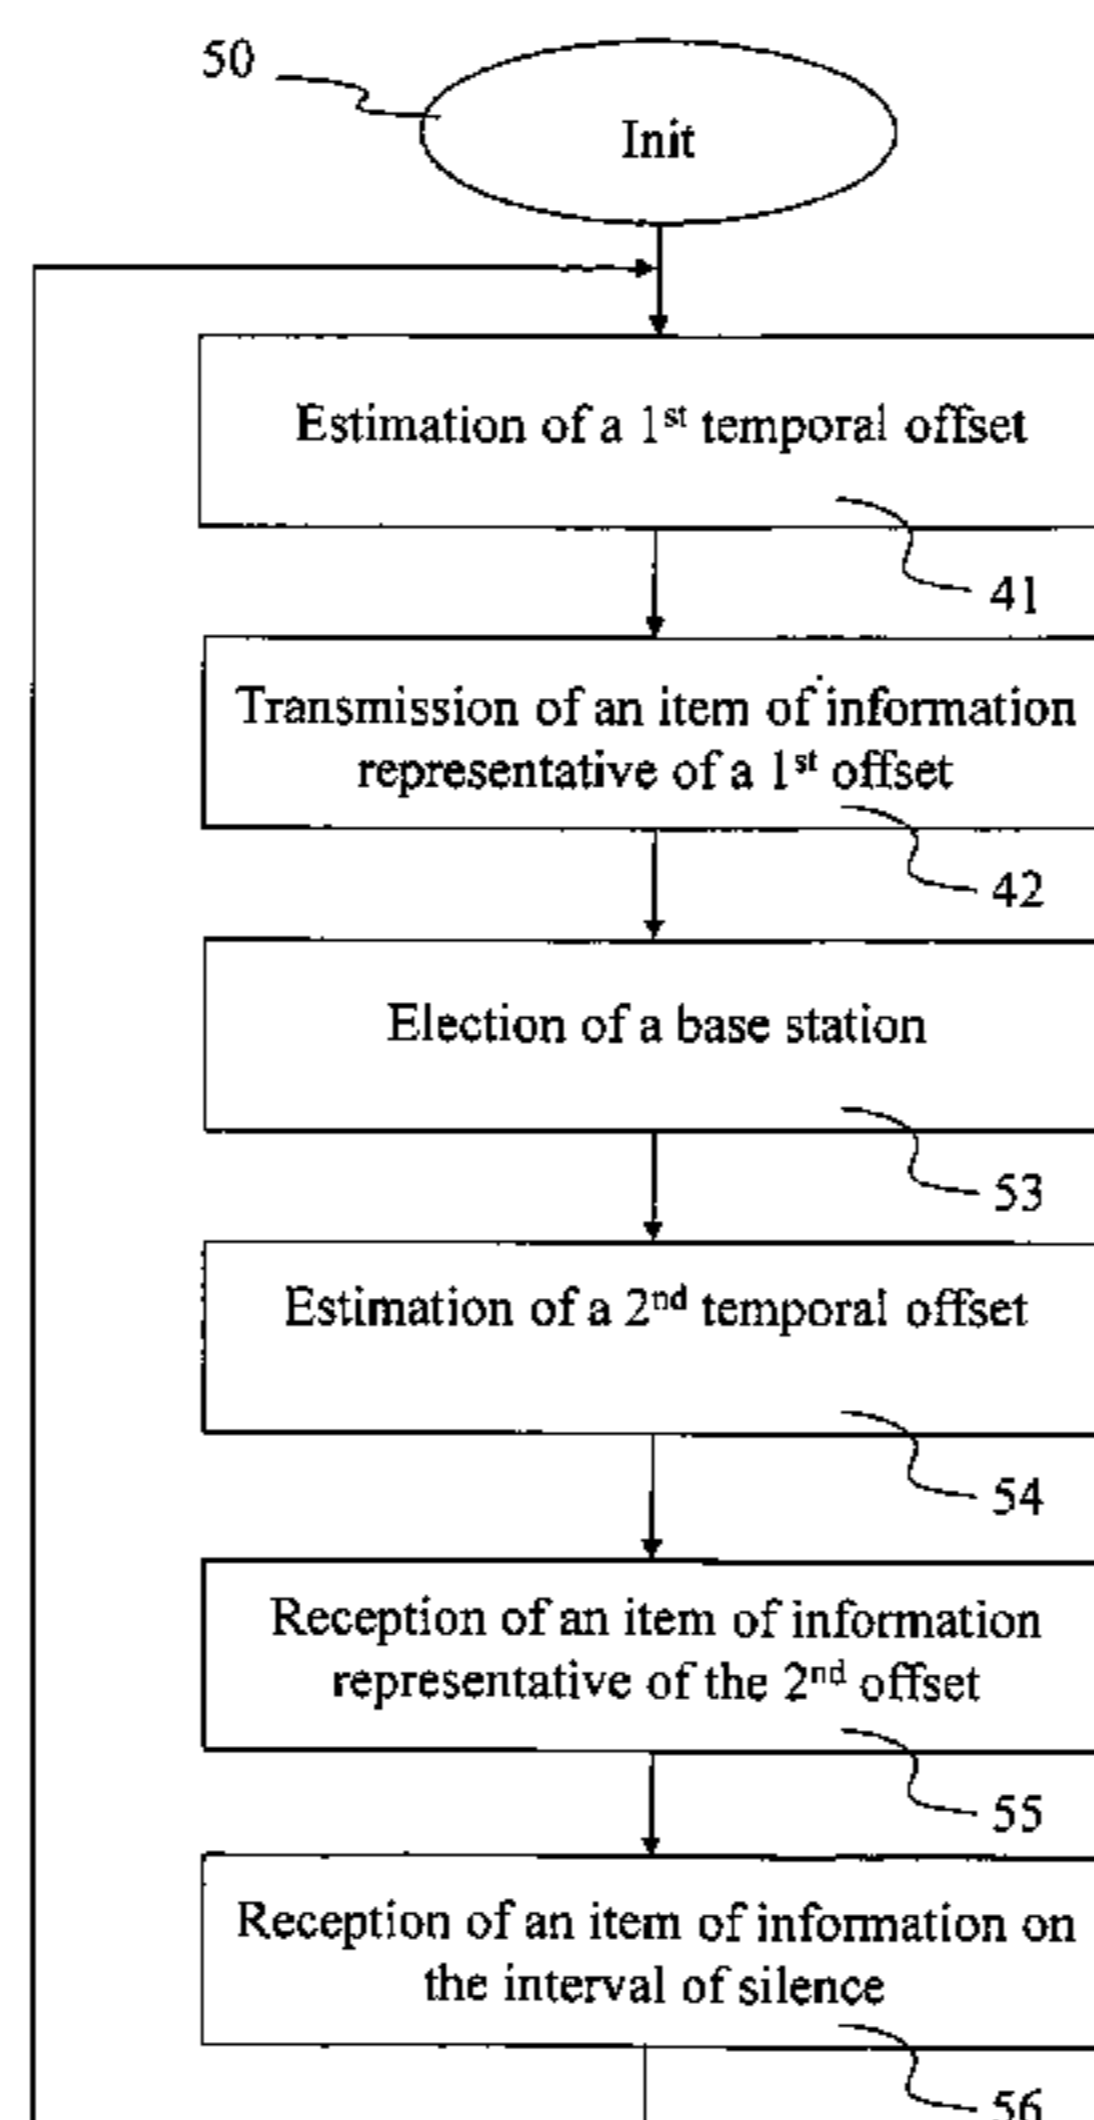 50
Init
Estimation of a 1st temporal offset
41
Transmission of an item of information
representative of a 1st offset
42
Election of a base station
53
Estimation of a 2nd temporal offset
54
Reception of an item of information
representative of the 2nd offset
55
Reception of an item of information on
the interval of silence
56